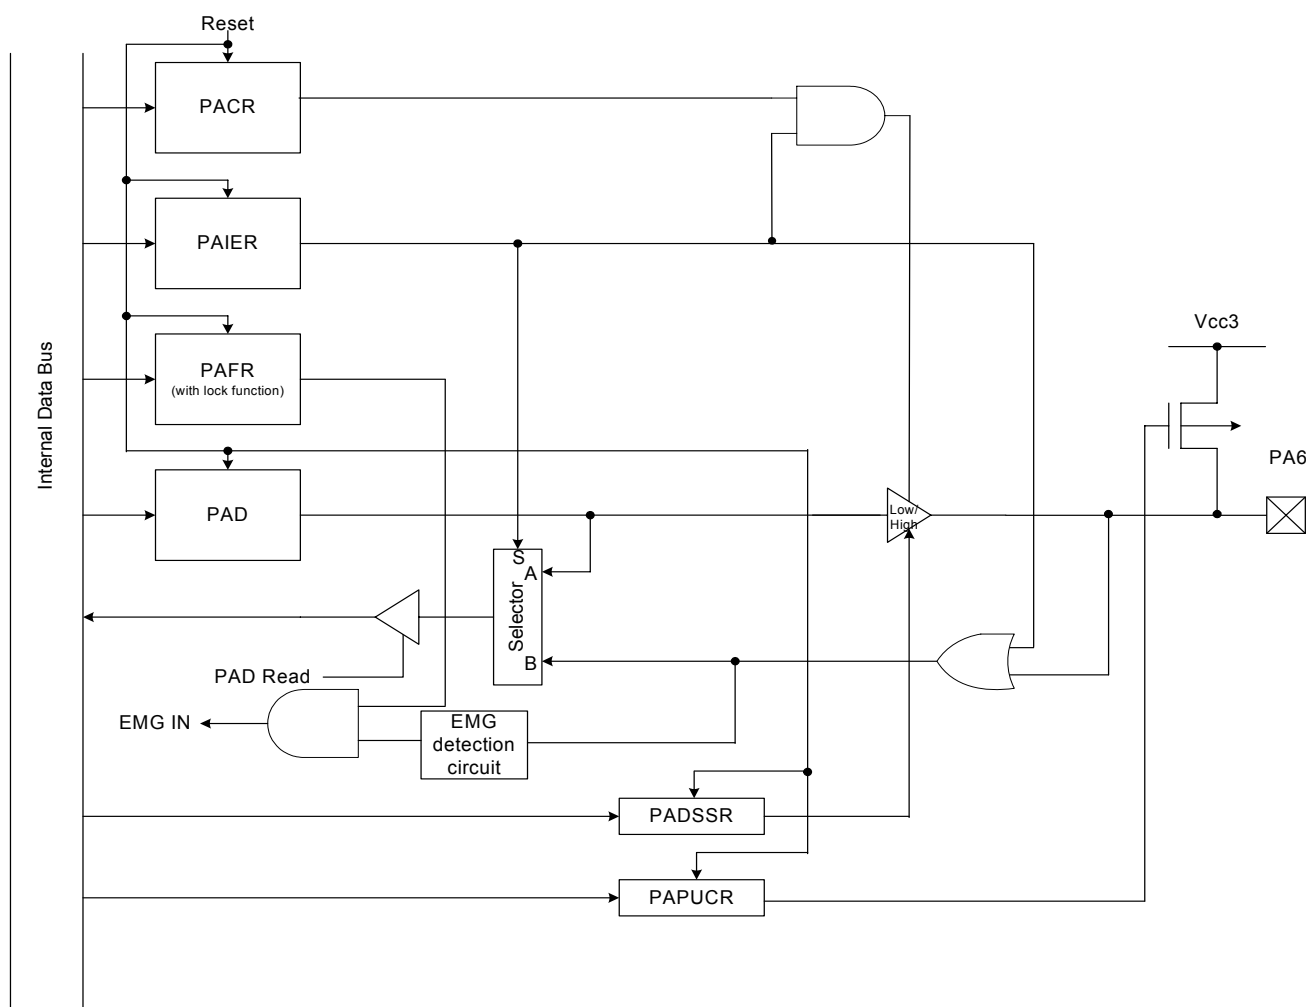 Reset
PACR
PAIER
Internal Data Bus
PAFR
(with lock function)
Vcc3
PA6
PAD
Low/
High
S
A
Selector
B
PAD Read
EMG IN
EMG
detection
circuit
PADSSR
PAPUCR